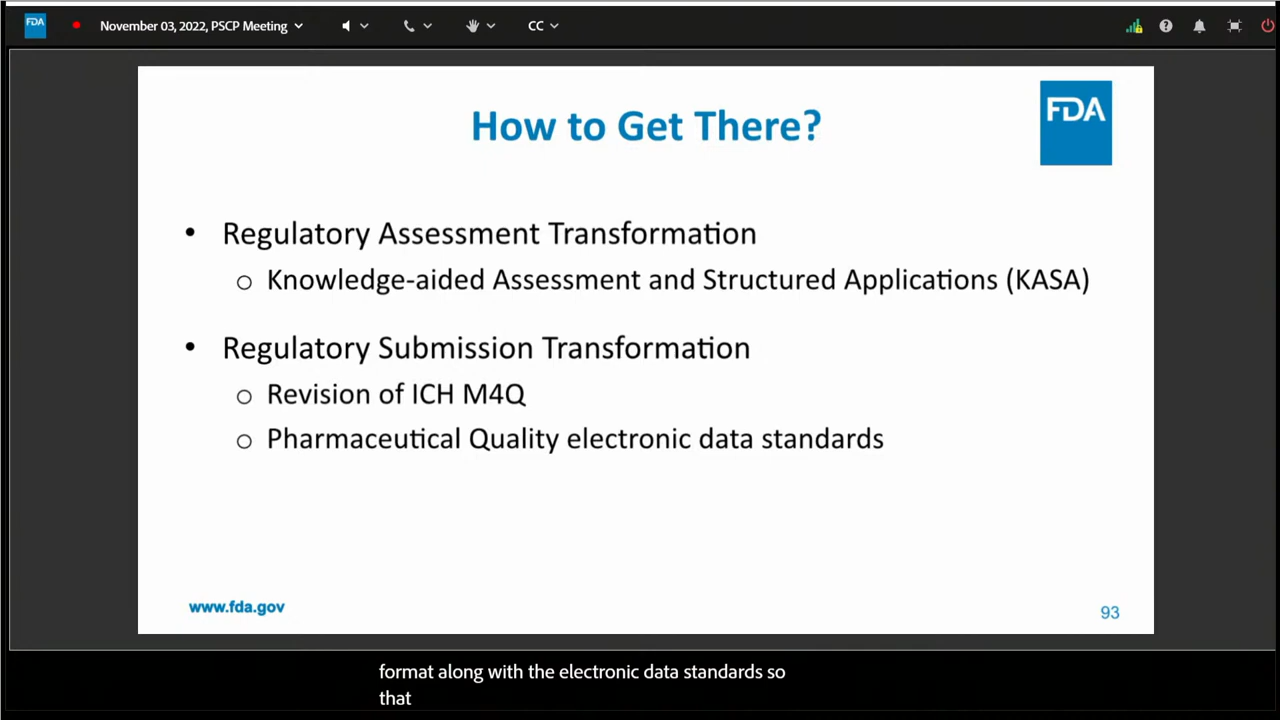 FDA
November 03, 2022, PSCP Meeting
CC
How to Get There?
FDA
• Regulatory Assessment Transformation
o Knowledge-aided Assessment and Structured Applications (KASA)
• Regulatory Submission Transformation
o Revision of ICH M4Q
o Pharmaceutical Quality electronic data standards
www.fda.gov
93
format along with the electronic data standards so
that